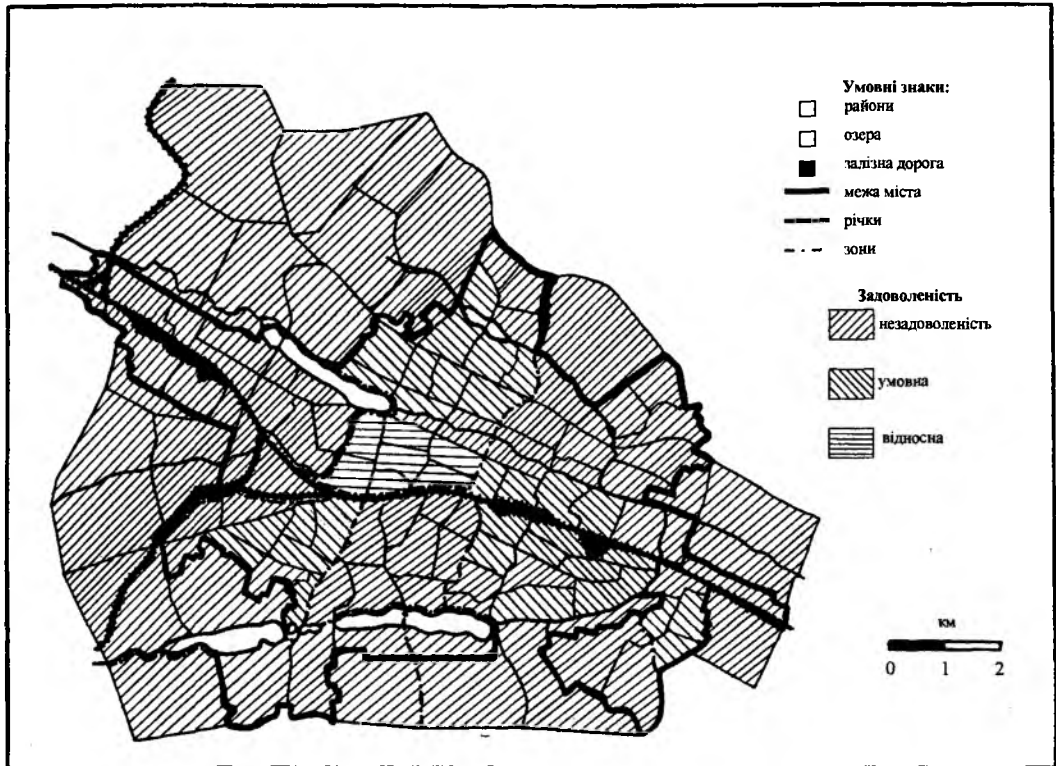 Умовні знаки:
райони
озера
залізна дорога
межа міста
річки
зони
Задоволеність
незадоволеність
умовна
відносна
км
0 1 2